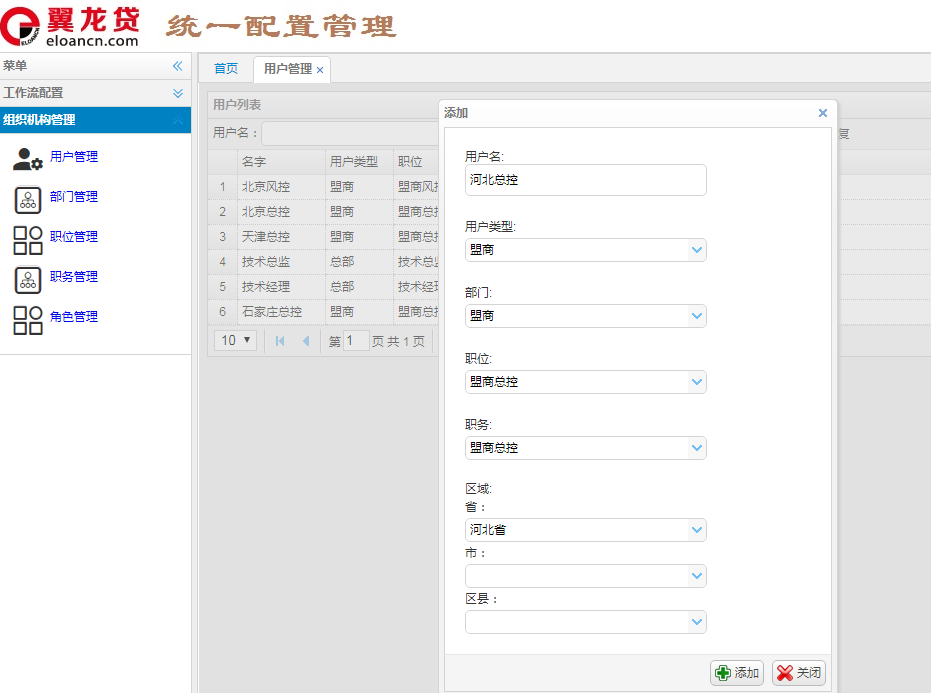 翼龙贷
eloancn.com
ELOANCN
统一配置管理
菜单
工作流配置
组织机构管理
用户管理
部门管理
职位管理
职务管理
角色管理
首页
用户管理
用户列表
用户名：
复
名字 用户类型 职位
1 北京风控 盟商 盟商风控
2 北京总控 盟商 盟商总
3 天津总控 盟商 盟商总
4 技术总监 总部 技术总
5 技术经理 总部 技术经
6 石家庄总控 盟商 盟商总
10 第 1 页 共 1 页
添加
用户名:
河北总控
用户类型:
盟商
部门:
盟商
职位:
盟商总控
职务:
盟商总控
区域:
省：
河北省
市：
区县：
添加 关闭